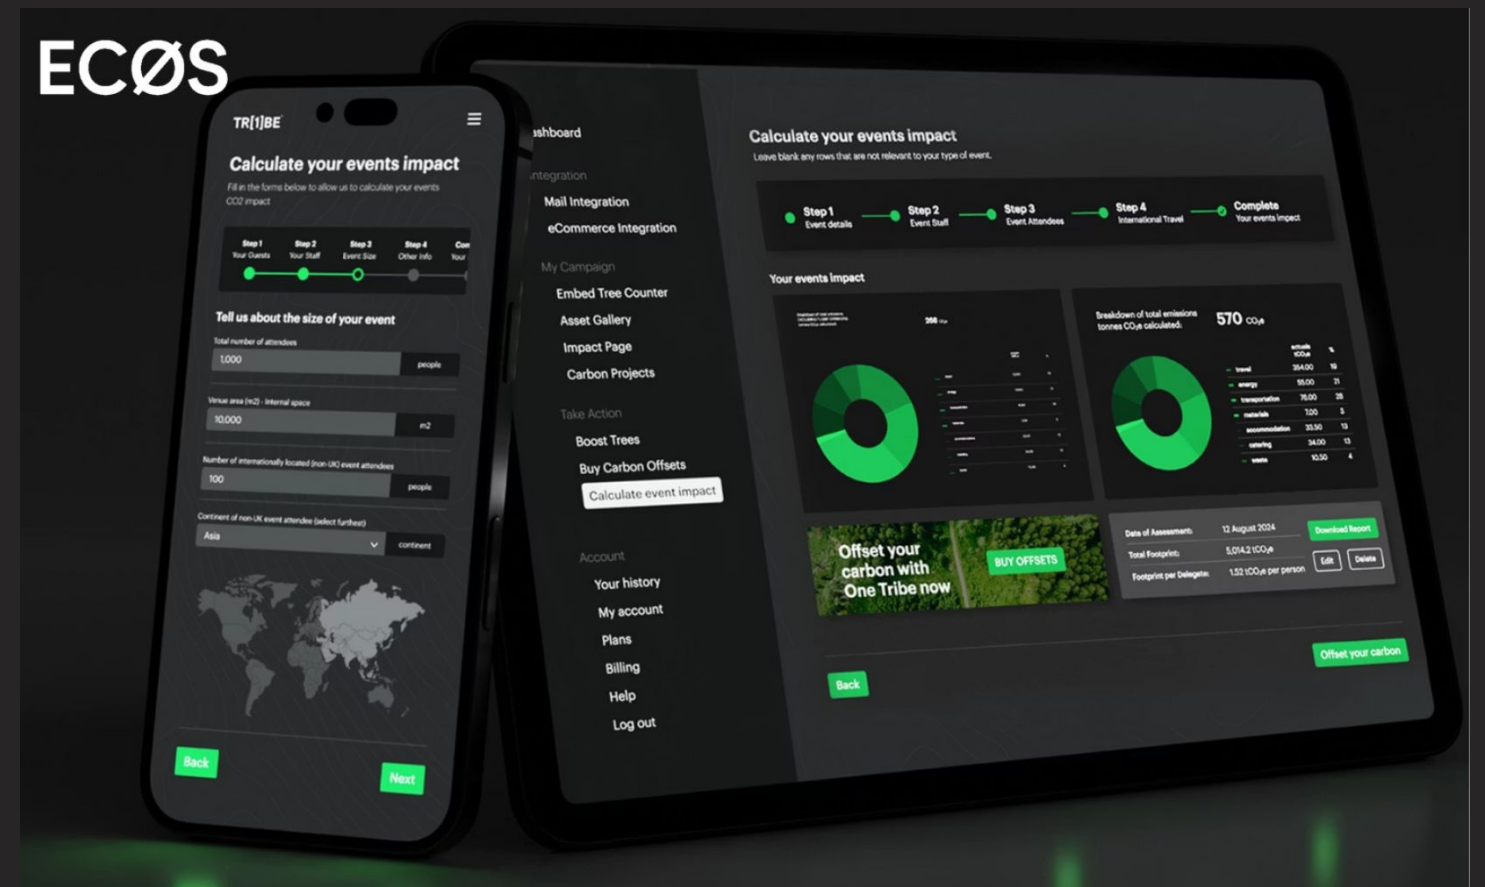 ECØS
TR[1]BE
Calculate your events impact
Fill in the forms below to allow us to calculate your events
CO2 impact
Step 1
Your Guests
Step 2
Your Staff
Step 3
Event Size
Step 4
Other Info
Con
Your
Tell us about the size of your event
Total number of attendees
1,000
people
Venue area (m2) - Internal space
10,000
m2
Number of internationally located (non-UK) event attendees
100
people
Continent of non-UK event attendee (select furthest)
Asia
continent
Back
Next
ashboard
ntegration
Mail Integration
eCommerce Integration
My Campaign
Embed Tree Counter
Asset Gallery
Impact Page
Carbon Projects
Take Action
Boost Trees
Buy Carbon Offsets
Calculate event impact
Account
Your history
My account
Plans
Billing
Help
Log out
Calculate your events impact
Leave blank any rows that are not relevant to your type of event.
Step 1
Event details
Step 2
Event Staff
Step 3
Event Attendees
Step 4
International Travel
Complete
Your events impact
Your events impact
Breakdown of total emissions
tonnes CO₂e calculated:
570 CO₂e
actuals
tCO₂e
%
travel 354.00 19
energy 55.00 21
transportation 76.00 28
materials 7.00 5
accommodation 33.50 13
catering 34.00 13
waste 10.50 4
Offset your
carbon with
One Tribe now
BUY OFFSETS
Date of Assessment: 12 August 2024
Total Footprint: 5,014.2 tCO₂e
Footprint per Delegate: 1.52 tCO₂e per person
Download Report
Edit
Delete
Back
Offset your carbon